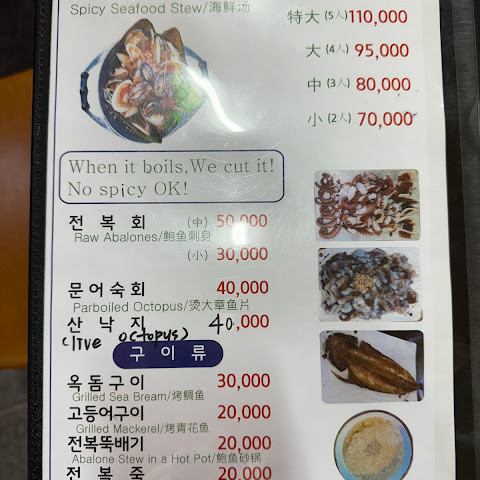 Spicy Seafood Stew/海鲜汤
特大 (5人) 110,000
大 (4人) 95,000
中 (3人) 80,000
小 (2人) 70,000
When it boils,We cut it!
No spicy OK!
전 복 회 (中) 50,000
Raw Abalones/鲍鱼刺身
(小) 30,000
문어숙회 40,000
Parboiled Octopus/烫大章鱼片
산 낙 지 40,000
(live octopus)
구 이 류
옥돔구이 30,000
Grilled Sea Bream/烤鲷鱼
고등어구이 20,000
Grilled Mackerel/烤青花鱼
전복뚝배기 20,000
Abalone Stew in a Hot Pot/鲍鱼砂锅
전 복 죽 20,000